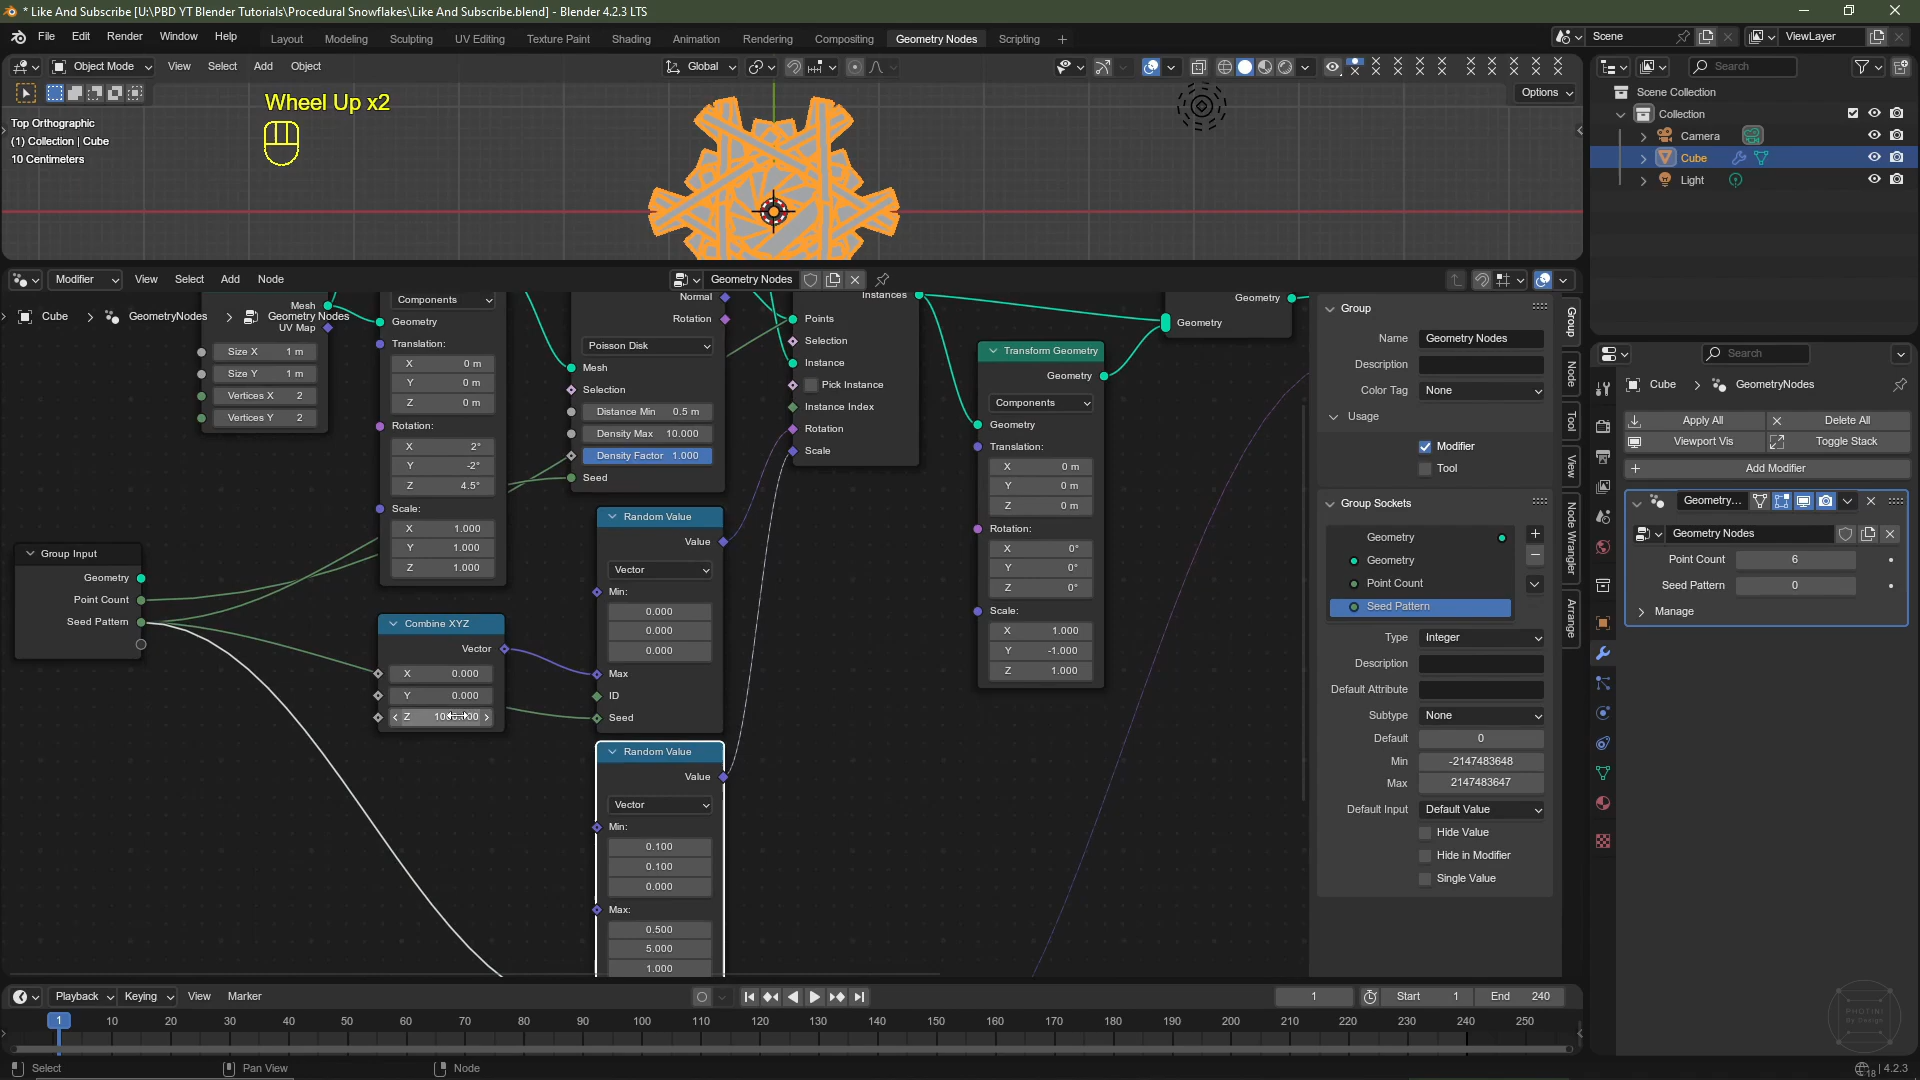 * Like And Subscribe [U:\PBD YT Blender Tutorials\Procedural Snowflakes\Like And Subscribe.blend] - Blender 4.2.3 LTS
File Edit Render Window Help Layout Modeling Sculpting UV Editing Texture Paint Shading Animation Rendering Compositing Geometry Nodes Scripting + Scene ViewLayer
Object Mode View Select Add Object Global Search
Options
Wheel Up x2
Top Orthographic
(1) Collection | Cube
10 Centimeters
Scene Collection
Collection
Camera
Cube
Light
Modifier View Select Add Node Geometry Nodes
Cube GeometryNodes Geometry Nodes
Mesh
UV Map
Size X 1 m
Size Y 1 m
Vertices X 2
Vertices Y 2
Components
Geometry
Translation:
X 0 m
Y 0 m
Z 0 m
Rotation:
X 2°
Y -2°
Z 4.5°
Scale:
X 1.000
Y 1.000
Z 1.000
Normal
Rotation
Poisson Disk
Mesh
Selection
Distance Min 0.5 m
Density Max 10.000
Density Factor 1.000
Seed
Instances
Points
Selection
Instance
Pick Instance
Instance Index
Rotation
Scale
Transform Geometry
Geometry
Components
Geometry
Translation:
X 0 m
Y 0 m
Z 0 m
Rotation:
X 0°
Y 0°
Z 0°
Scale:
X 1.000
Y -1.000
Z 1.000
Geometry
Geometry
Group Input
Geometry
Point Count
Seed Pattern
Combine XYZ
Vector
X 0.000
Y 0.000
Z
Random Value
Value
Vector
Min:
0.000
0.000
0.000
Max
ID
Seed
Random Value
Value
Vector
Min:
0.100
0.100
0.000
Max:
0.500
5.000
1.000
Group
Name Geometry Nodes
Description
Color Tag None
Usage
Modifier
Tool
Group Sockets
Geometry
Geometry
Point Count
Seed Pattern
Type Integer
Description
Default Attribute
Subtype None
Default 0
Min -2147483648
Max 2147483647
Default Input Default Value
Hide Value
Hide in Modifier
Single Value
Group
Node
Tool
View
Node Wrangler
Arrange
Search
Cube GeometryNodes
Apply All Delete All
Viewport Vis Toggle Stack
Add Modifier
Geometry...
Geometry Nodes
Point Count 6
Seed Pattern 0
Manage
Playback Keying View Marker 1 Start 1 End 240
1 10 20 30 40 50 60 70 80 90 100 110 120 130 140 150 160 170 180 190 200 210 220 230 240 250
Select Pan View Node 18 4.2.3
PHOTINI
By Design